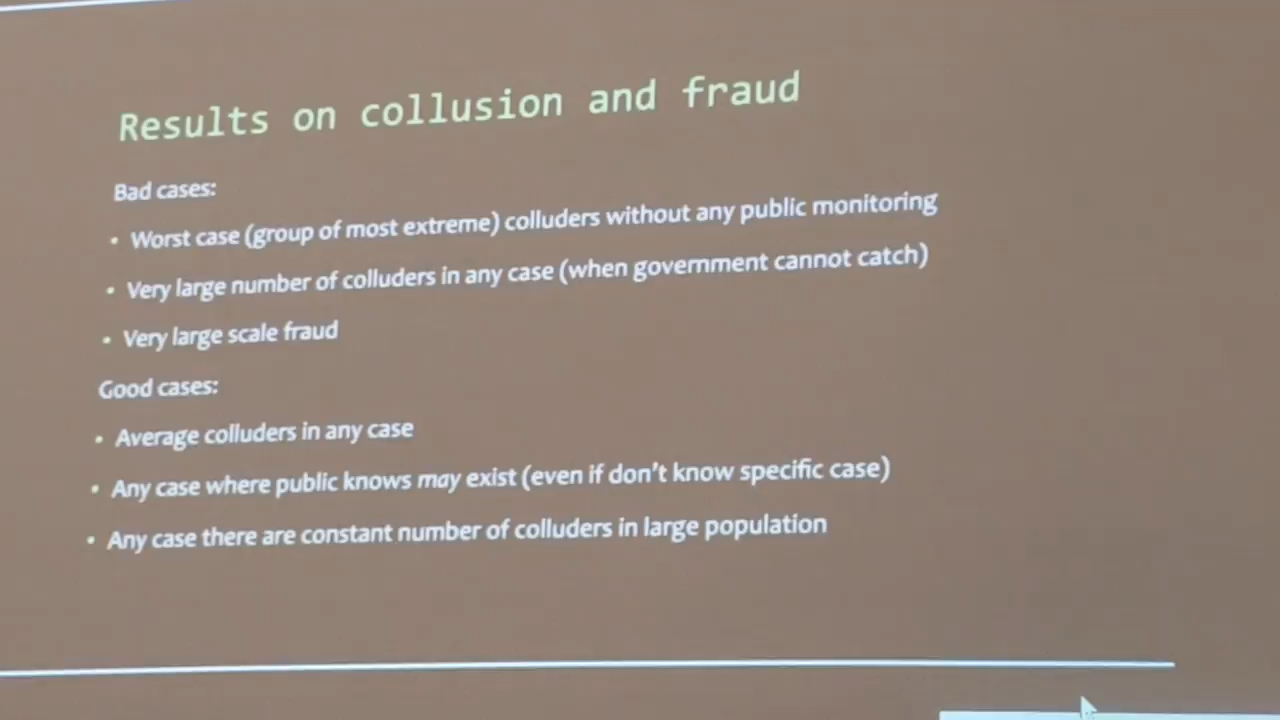 Results on collusion and fraud
Bad cases:
• Worst case (group of most extreme) colluders without any public monitoring
• Very large number of colluders in any case (when government cannot catch)
• Very large scale fraud
Good cases:
• Average colluders in any case
• Any case where public knows may exist (even if don't know specific case)
• Any case there are constant number of colluders in large population